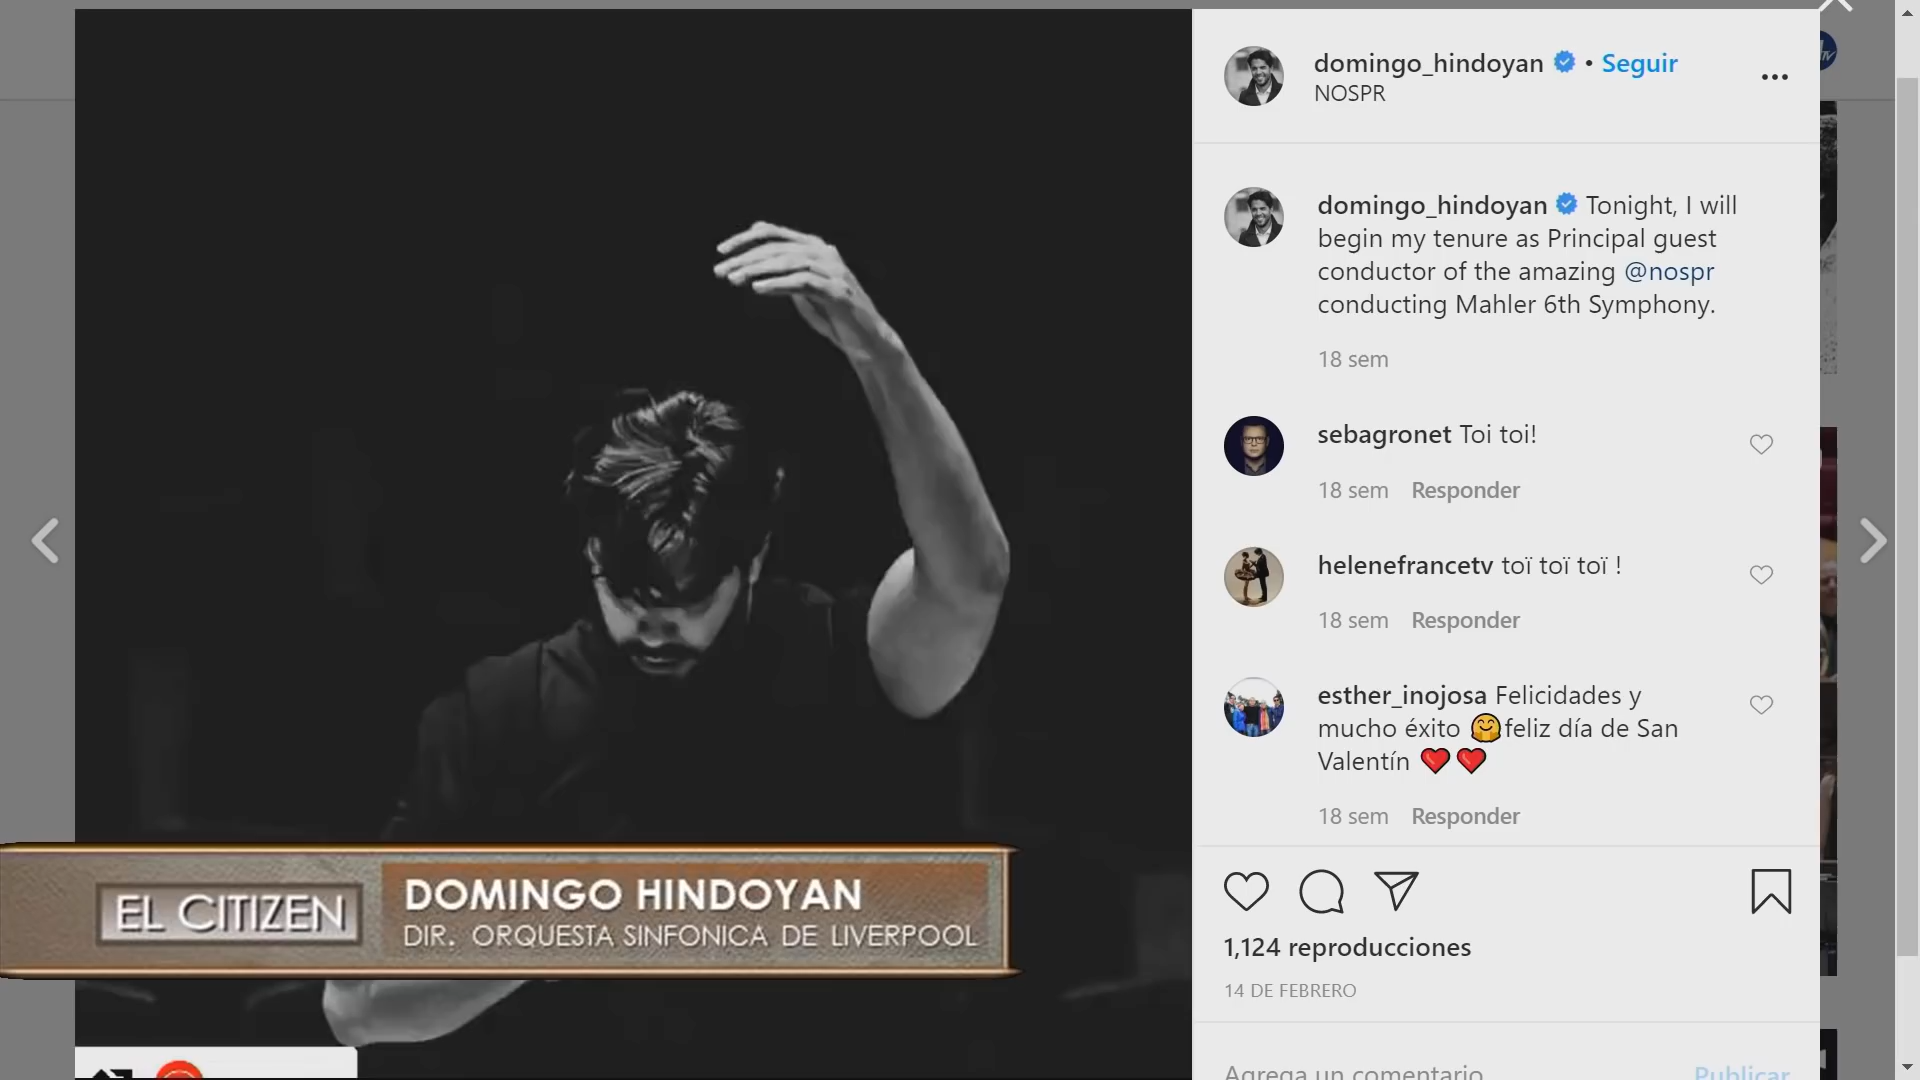 domingo_hindoyan • Seguir
NOSPR
domingo_hindoyan Tonight, I will
begin my tenure as Principal guest
conductor of the amazing @nospr
conducting Mahler 6th Symphony.
18 sem
sebagronet Toi toi!
18 sem Responder
helenefrancetv toï toï toï !
18 sem Responder
esther_inojosa Felicidades y
mucho éxito 🤗feliz día de San
Valentín ❤️❤️
18 sem Responder
1,124 reproducciones
14 DE FEBRERO
Agrega un comentario
Publicar
EL CITIZEN
DOMINGO HINDOYAN
DIR. ORQUESTA SINFONICA DE LIVERPOOL